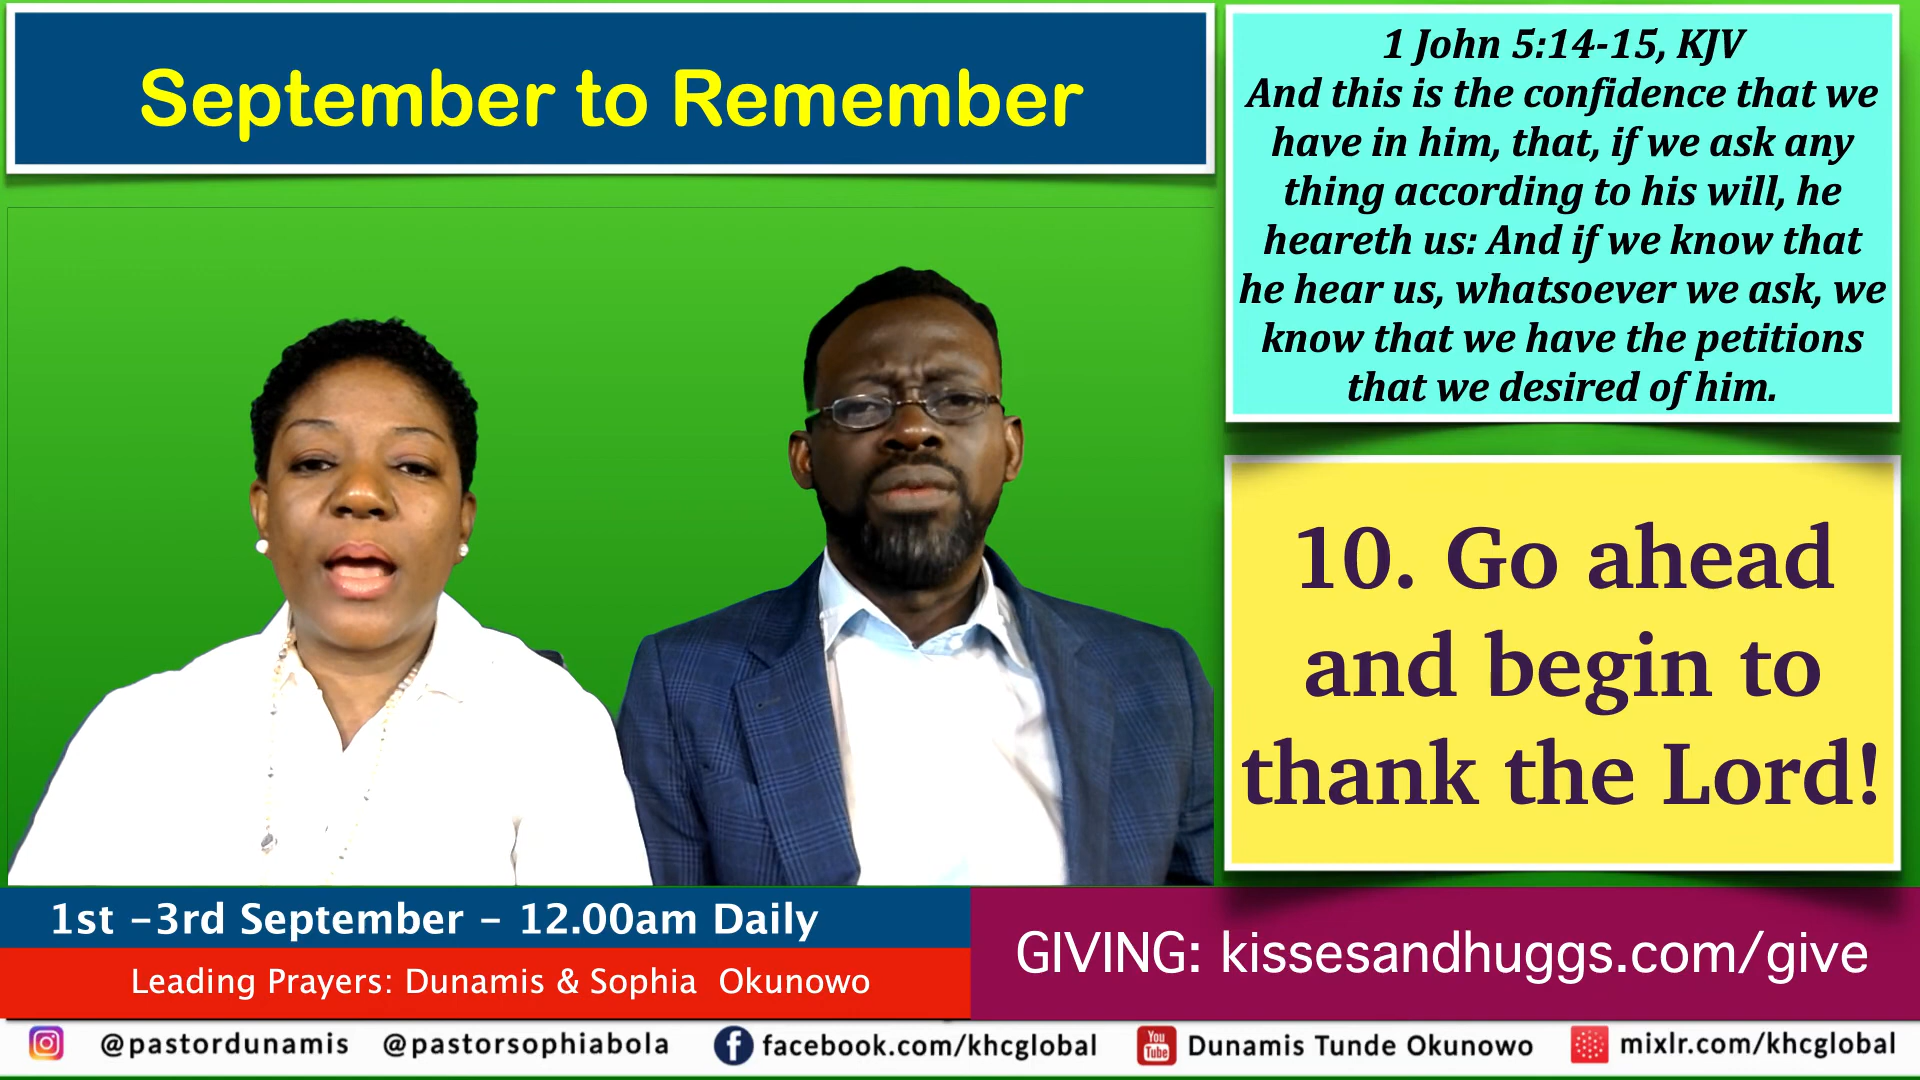 September to Remember
1 John 5:14-15, KJV
And this is the confidence that we
have in him, that, if we ask any
thing according to his will, he
heareth us: And if we know that
he hear us, whatsoever we ask, we
know that we have the petitions
that we desired of him.
10. Go ahead
and begin to
thank the Lord!
1st –3rd September – 12.00am Daily
Leading Prayers: Dunamis & Sophia Okunowo
GIVING: kissesandhuggs.com/give
@pastordunamis @pastorsophiabola facebook.com/khcglobal You Tube Dunamis Tunde Okunowo mixlr.com/khcglobal